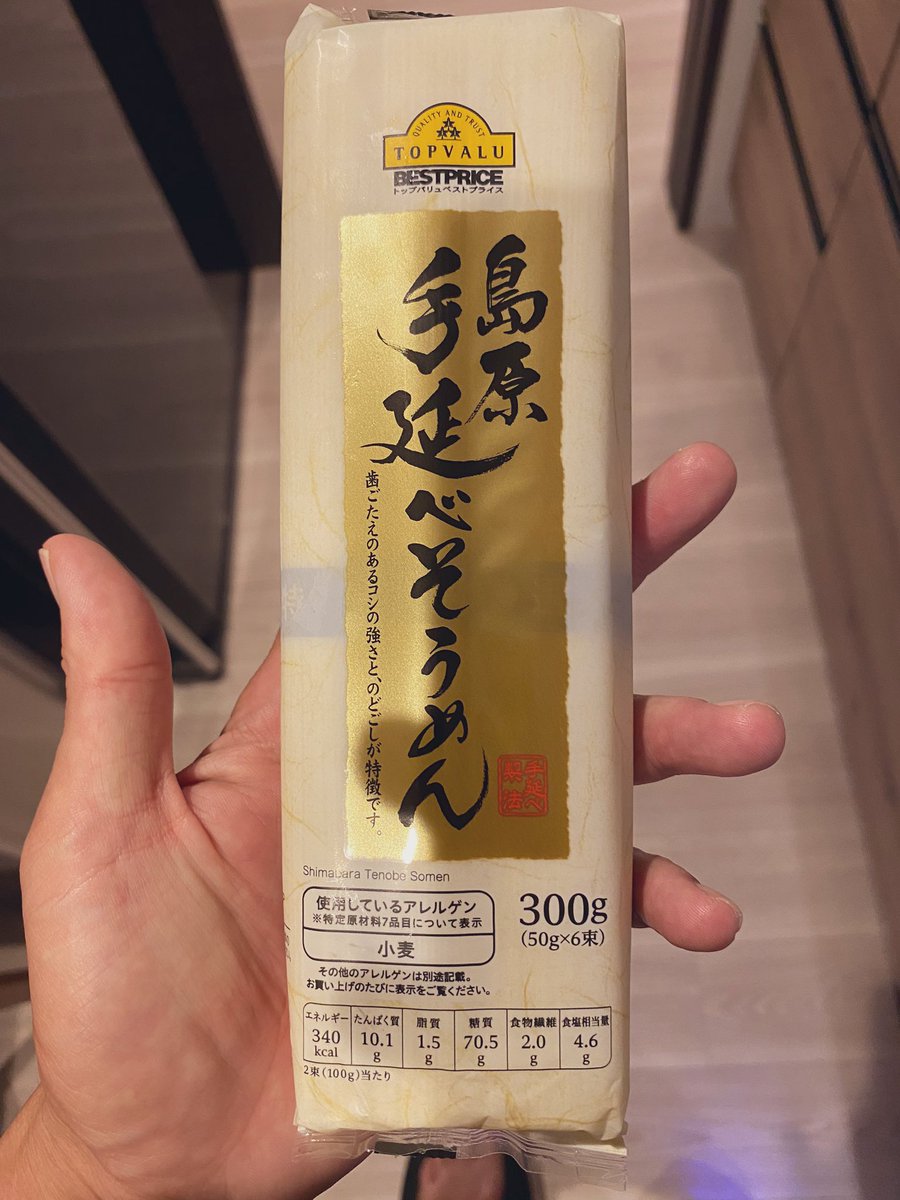 QUALITY AND TRUST
TOPVALU
BESTPRICE
トップバリュベストプライス
島原
手延べそうめん
歯ごたえのあるコシの強さと、のどごしが特徴です。
手延べ
製法
Shimabara Tenobe Somen
使用しているアレルゲン
※特定原材料7品目について表示
小麦
その他のアレルゲンは別途記載。
お買い上げのたびに表示をご覧ください。
300g
(50g×6束)
エネルギー たんぱく質 脂質 糖質 食物繊維 食塩相当量
340 10.1 1.5 70.5 2.0 4.6
kcal g g g g g
2束(100g)当たり